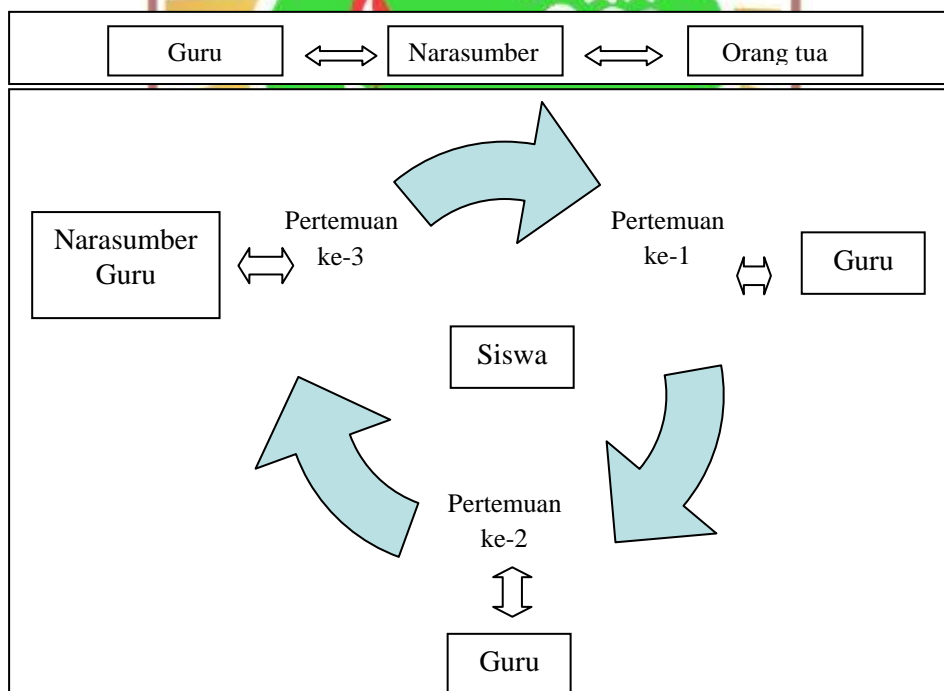 Guru
Narasumber
Orang tua
Pertemuan
ke-3
Pertemuan
ke-1
Narasumber
Guru
Guru
Siswa
Pertemuan
ke-2
Guru